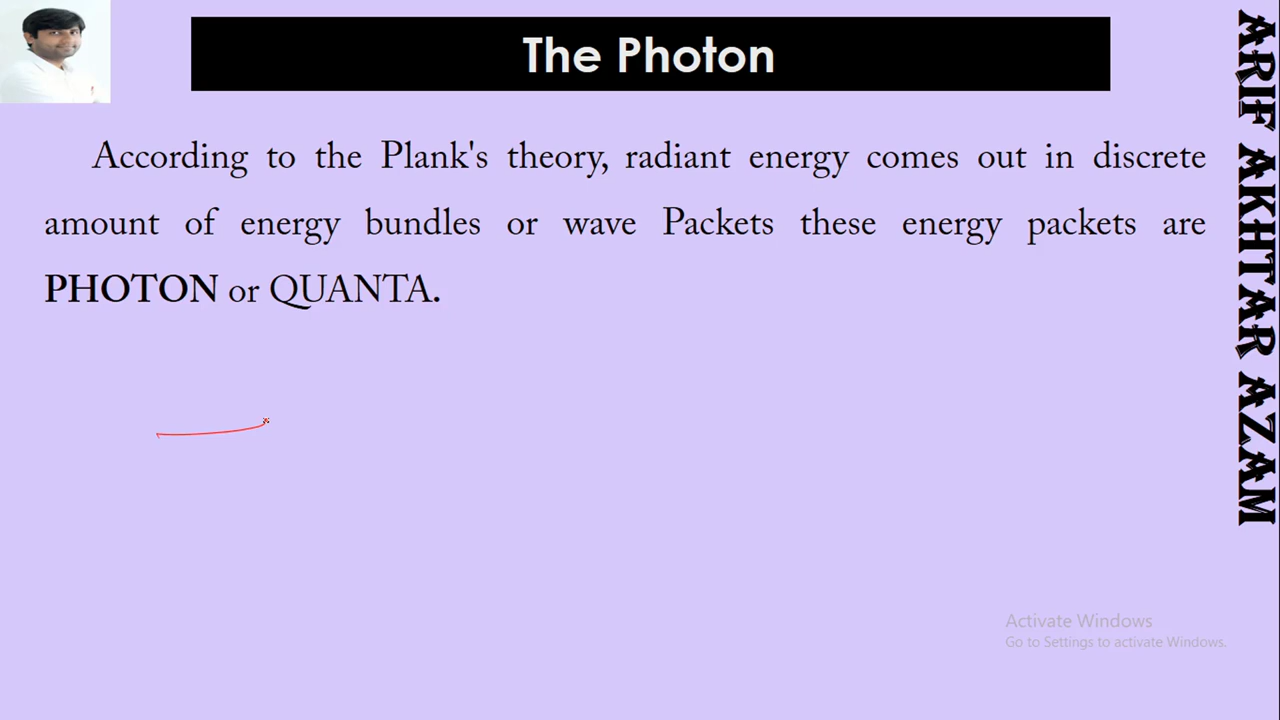 The Photon
According to the Plank's theory, radiant energy comes out in discrete
amount of energy bundles or wave Packets these energy packets are
PHOTON or QUANTA.
ARIF AKHTAR AZAM
Activate Windows
Go to Settings to activate Windows.